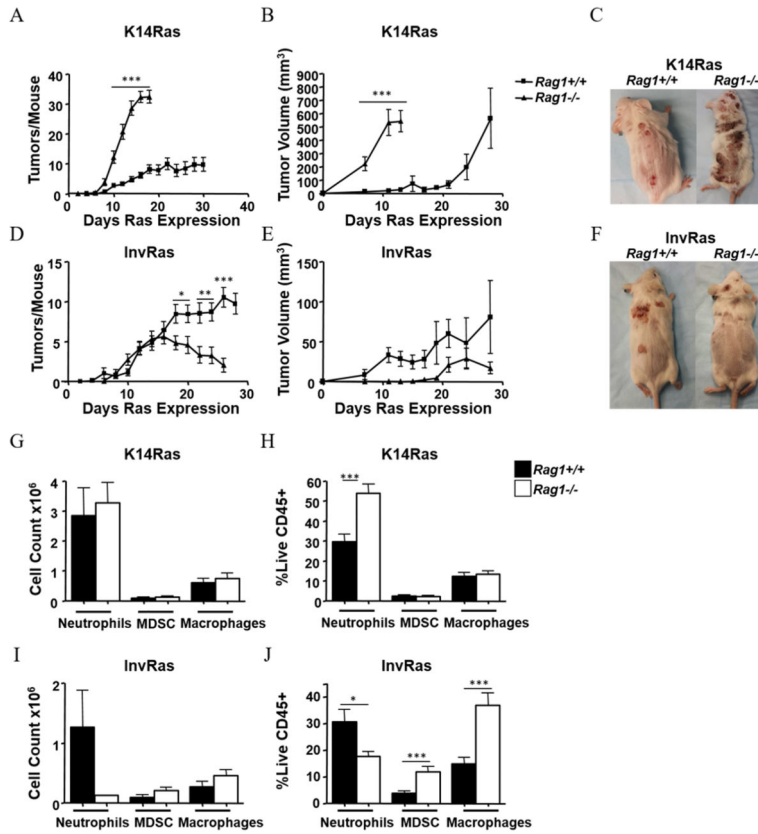 A
K14Ras
Tumors/Mouse
40
30
20
10
0
***
0 10 20 30 40
Days Ras Expression
B
K14Ras
Tumor Volume (mm3)
900
800
700
600
500
400
300
200
100
0
***
0 10 20 30
Days Ras Expression
Rag1+/+
Rag1-/-
C
K14Ras
Rag1+/+ Rag1-/-
D
InvRas
Tumors/Mouse
15
10
5
0
* ** ***
0 10 20 30
Days Ras Expression
E
InvRas
Tumor Volume (mm3)
150
100
50
0
0 10 20 30
Days Ras Expression
F
InvRas
Rag1+/+ Rag1-/-
G
K14Ras
Cell Count x10^6
4
3
2
1
0
Neutrophils MDSC Macrophages
H
K14Ras
%Live CD45+
60
50
40
30
20
10
0
***
Neutrophils MDSC Macrophages
Rag1+/+
Rag1-/-
I
InvRas
Cell Count x10^6
2
1
0
Neutrophils MDSC Macrophages
J
InvRas
%Live CD45+
40
30
20
10
0
* *** ***
Neutrophils MDSC Macrophages